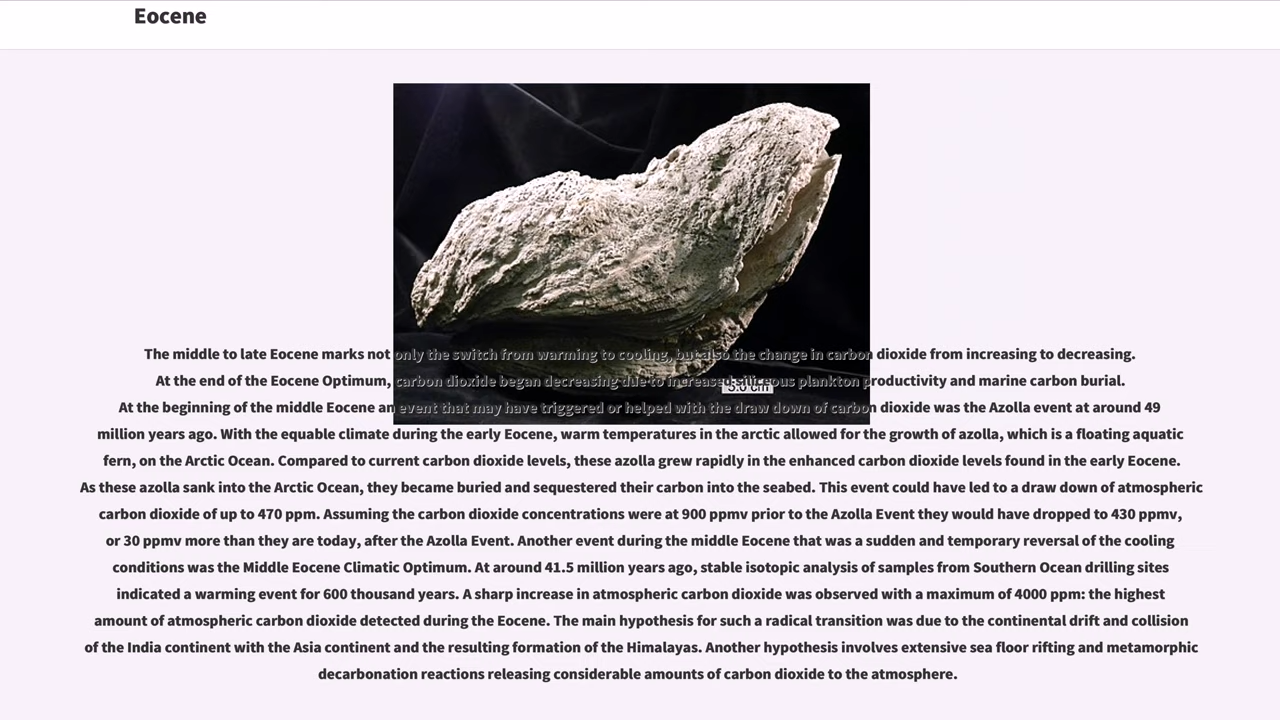 Eocene
5.0 cm
The middle to late Eocene marks not only the switch from warming to cooling, but also the change in carbon dioxide from increasing to decreasing.
At the end of the Eocene Optimum, carbon dioxide began decreasing due to increased siliceous plankton productivity and marine carbon burial.
At the beginning of the middle Eocene an event that may have triggered or helped with the draw down of carbon dioxide was the Azolla event at around 49
million years ago. With the equable climate during the early Eocene, warm temperatures in the arctic allowed for the growth of azolla, which is a floating aquatic
fern, on the Arctic Ocean. Compared to current carbon dioxide levels, these azolla grew rapidly in the enhanced carbon dioxide levels found in the early Eocene.
As these azolla sank into the Arctic Ocean, they became buried and sequestered their carbon into the seabed. This event could have led to a draw down of atmospheric
carbon dioxide of up to 470 ppm. Assuming the carbon dioxide concentrations were at 900 ppmv prior to the Azolla Event they would have dropped to 430 ppmv,
or 30 ppmv more than they are today, after the Azolla Event. Another event during the middle Eocene that was a sudden and temporary reversal of the cooling
conditions was the Middle Eocene Climatic Optimum. At around 41.5 million years ago, stable isotopic analysis of samples from Southern Ocean drilling sites
indicated a warming event for 600 thousand years. A sharp increase in atmospheric carbon dioxide was observed with a maximum of 4000 ppm: the highest
amount of atmospheric carbon dioxide detected during the Eocene. The main hypothesis for such a radical transition was due to the continental drift and collision
of the India continent with the Asia continent and the resulting formation of the Himalayas. Another hypothesis involves extensive sea floor rifting and metamorphic
decarbonation reactions releasing considerable amounts of carbon dioxide to the atmosphere.